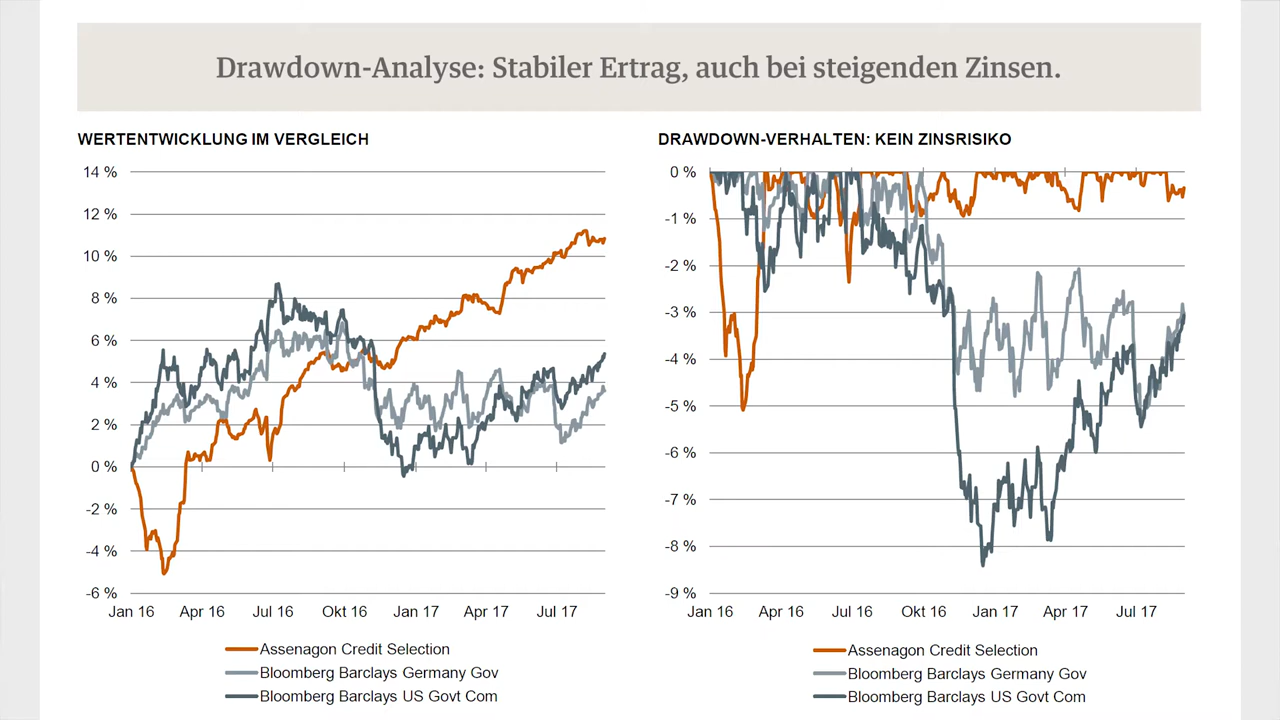 Drawdown-Analyse: Stabiler Ertrag, auch bei steigenden Zinsen.
WERTENTWICKLUNG IM VERGLEICH
14 %
12 %
10 %
8 %
6 %
4 %
2 %
0 %
-2 %
-4 %
-6 %
Jan 16 Apr 16 Jul 16 Okt 16 Jan 17 Apr 17 Jul 17
Assenagon Credit Selection
Bloomberg Barclays Germany Gov
Bloomberg Barclays US Govt Com
DRAWDOWN-VERHALTEN: KEIN ZINSRISIKO
0 %
-1 %
-2 %
-3 %
-4 %
-5 %
-6 %
-7 %
-8 %
-9 %
Jan 16 Apr 16 Jul 16 Okt 16 Jan 17 Apr 17 Jul 17
Assenagon Credit Selection
Bloomberg Barclays Germany Gov
Bloomberg Barclays US Govt Com